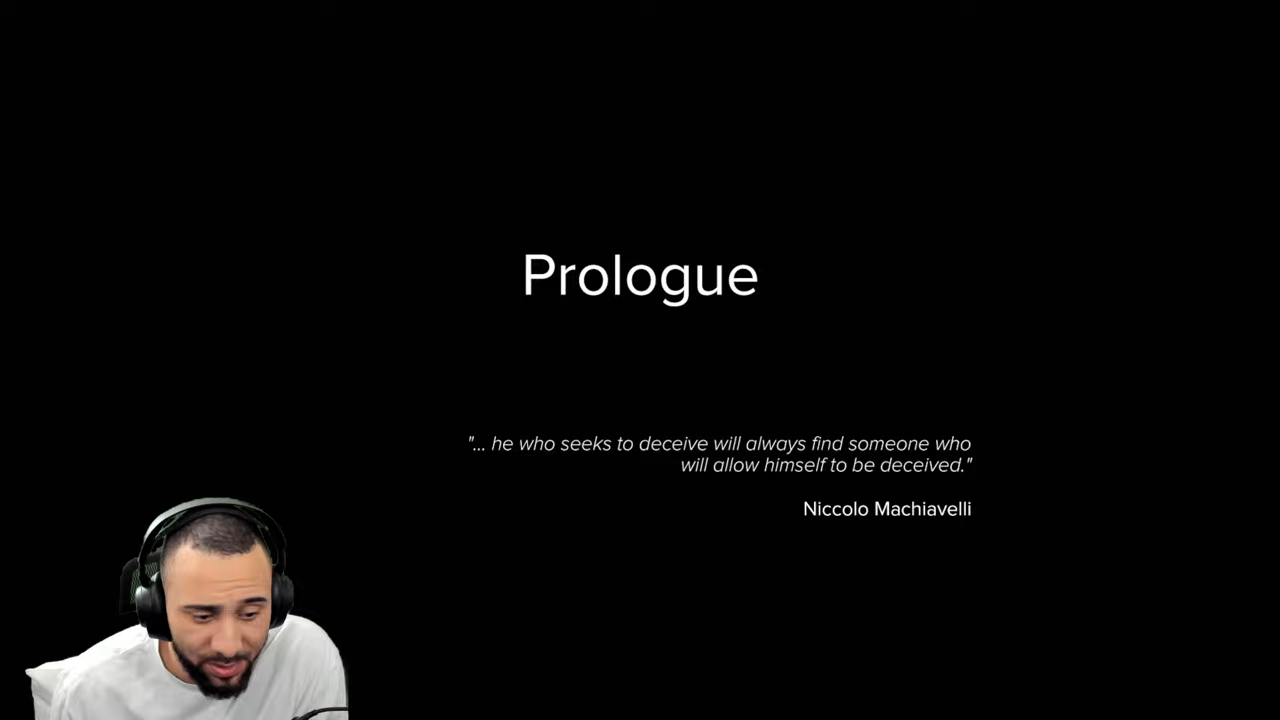 Prologue
"... he who seeks to deceive will always find someone who
will allow himself to be deceived."
Niccolo Machiavelli